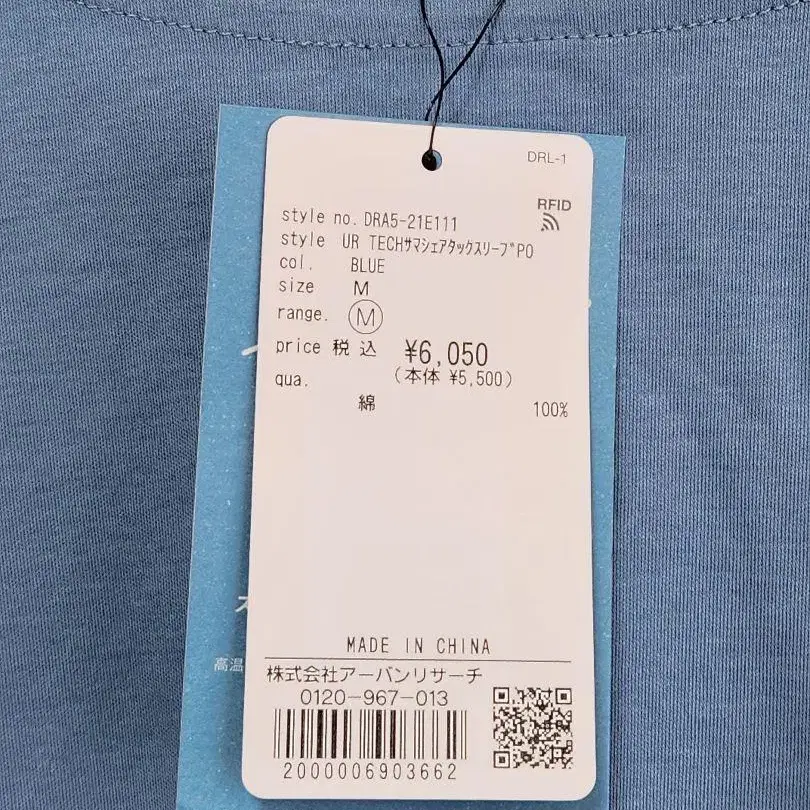 DRL-1
RFID
style no. DRA5-21E111
style UR TECHｻﾏｼｪｱﾀｯｸｽﾘｰﾌﾞPO
col. BLUE
size M
range. Ⓜ
price 税込 ¥6,050
qua. (本体 ¥5,500)
綿 100%
MADE IN CHINA
株式会社アーバンリサーチ
0120-967-013
2000006903662
高温